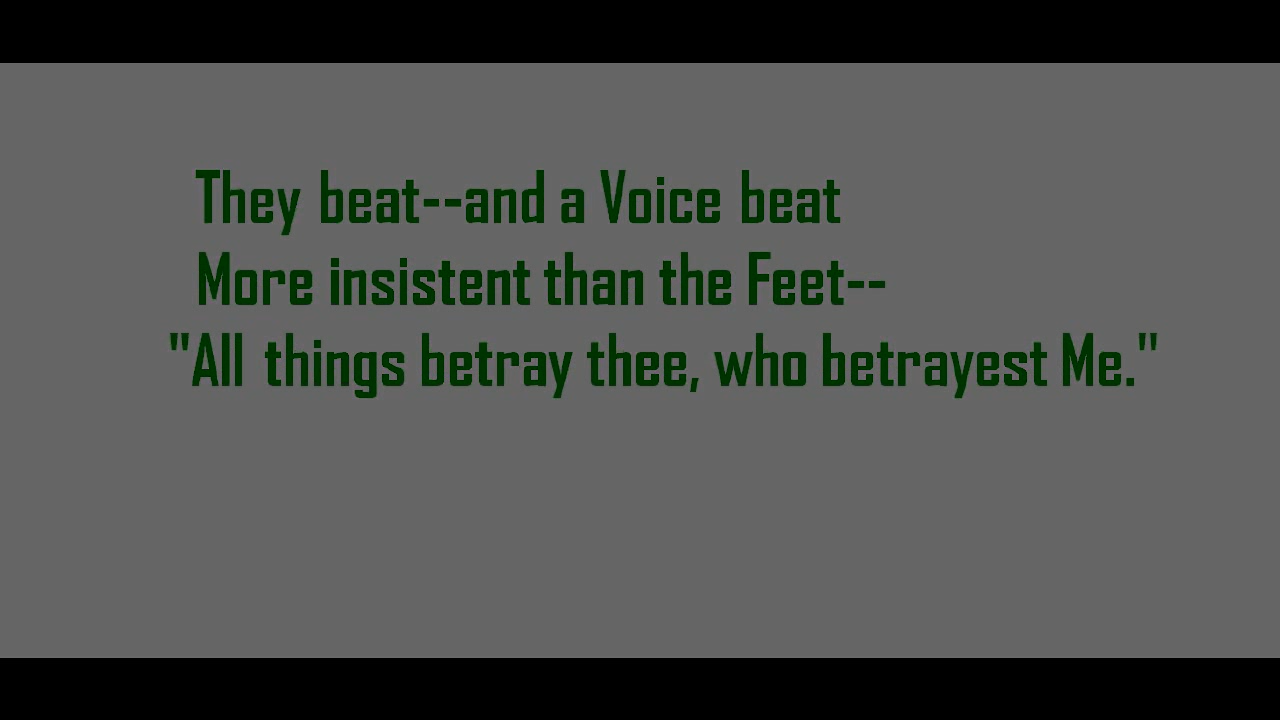 They beat--and a Voice beat
More insistent than the Feet--
"All things betray thee, who betrayest Me."